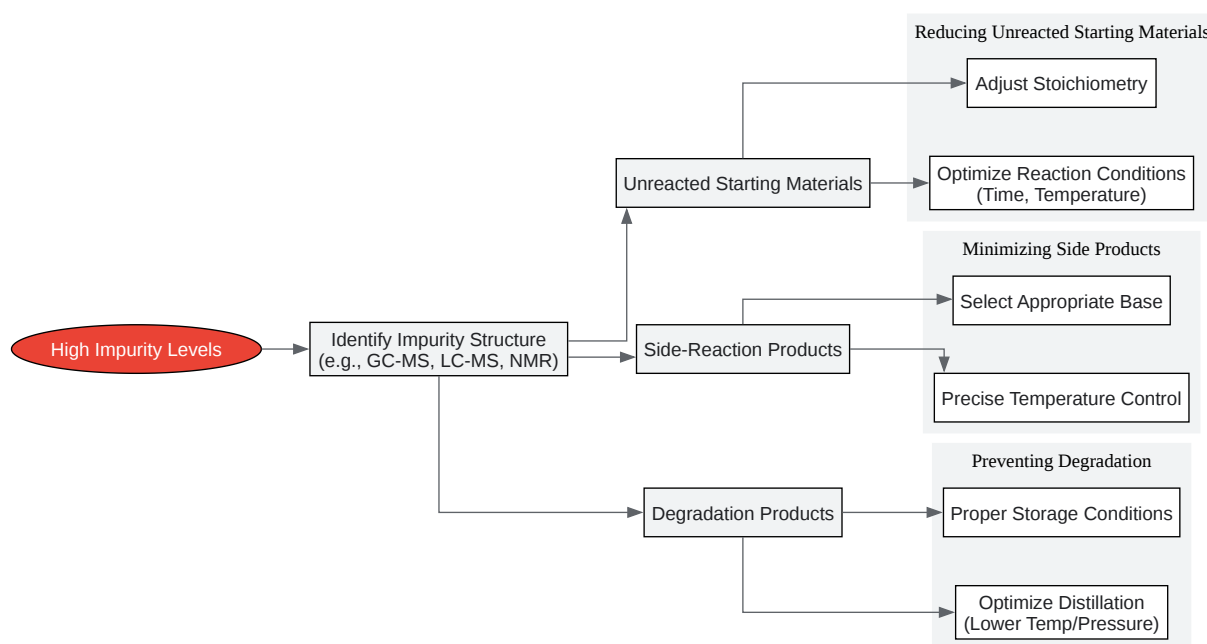 Reducing Unreacted Starting Materials
Adjust Stoichiometry
Unreacted Starting Materials
Optimize Reaction Conditions
(Time, Temperature)
Minimizing Side Products
Select Appropriate Base
High Impurity Levels
Identify Impurity Structure
(e.g., GC-MS, LC-MS, NMR)
Side-Reaction Products
Precise Temperature Control
Preventing Degradation
Degradation Products
Proper Storage Conditions
Optimize Distillation
(Lower Temp/Pressure)